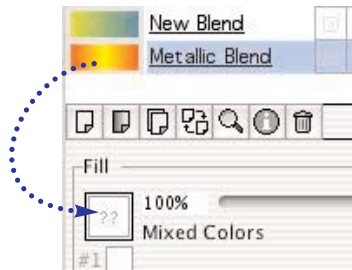 New Blend
Metallic Blend
Fill
??
100%
Mixed Colors
#1